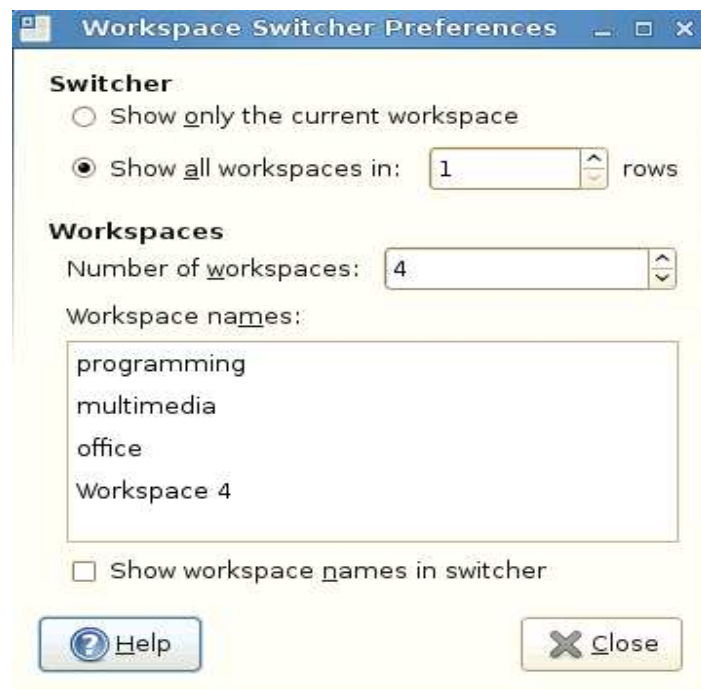 Workspace Switcher Preferences
Switcher
Show only the current workspace
Show all workspaces in: 1 rows
Workspaces
Number of workspaces: 4
Workspace names:
programming
multimedia
office
Workspace 4
Show workspace names in switcher
Help Close